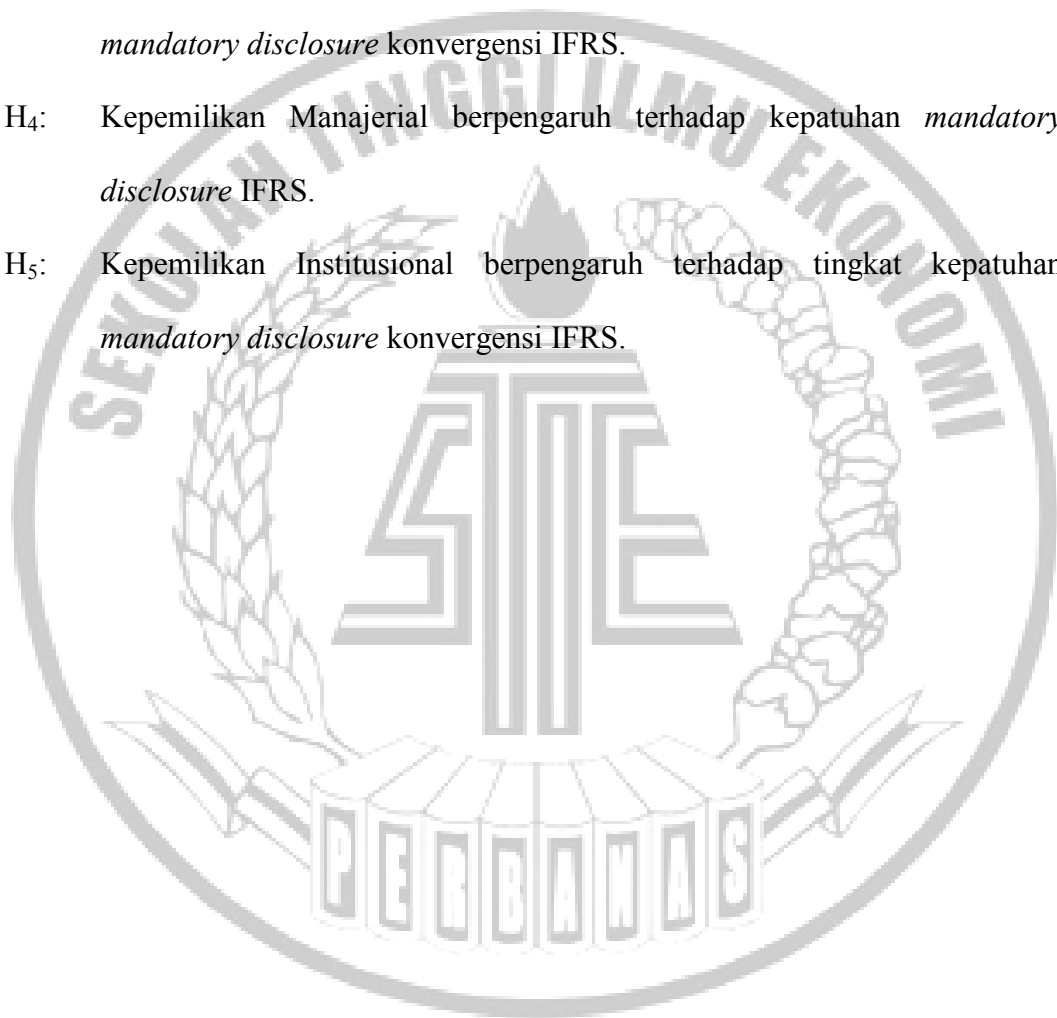 mandatory disclosure konvergensi IFRS.
H₄: Kepemilikan Manajerial berpengaruh terhadap kepatuhan mandatory
disclosure IFRS.
H₅: Kepemilikan Institusional berpengaruh terhadap tingkat kepatuhan
mandatory disclosure konvergensi IFRS.
SEKOLAH TINGGI ILMU EKONOMI
STIE
PERBANAS